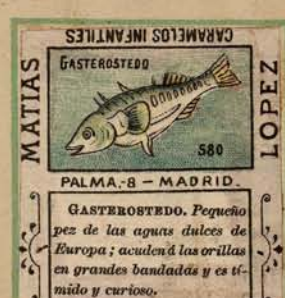 CARAMELOS INFANTILES
MATIAS
GASTEROSTEDO
LOPEZ
580
PALMA,-8 – MADRID.
GASTEROSTEDO. Pequeño
pez de las aguas dulces de
Europa; acuden á las orillas
en grandes bandadas y es tí-
mido y curioso.